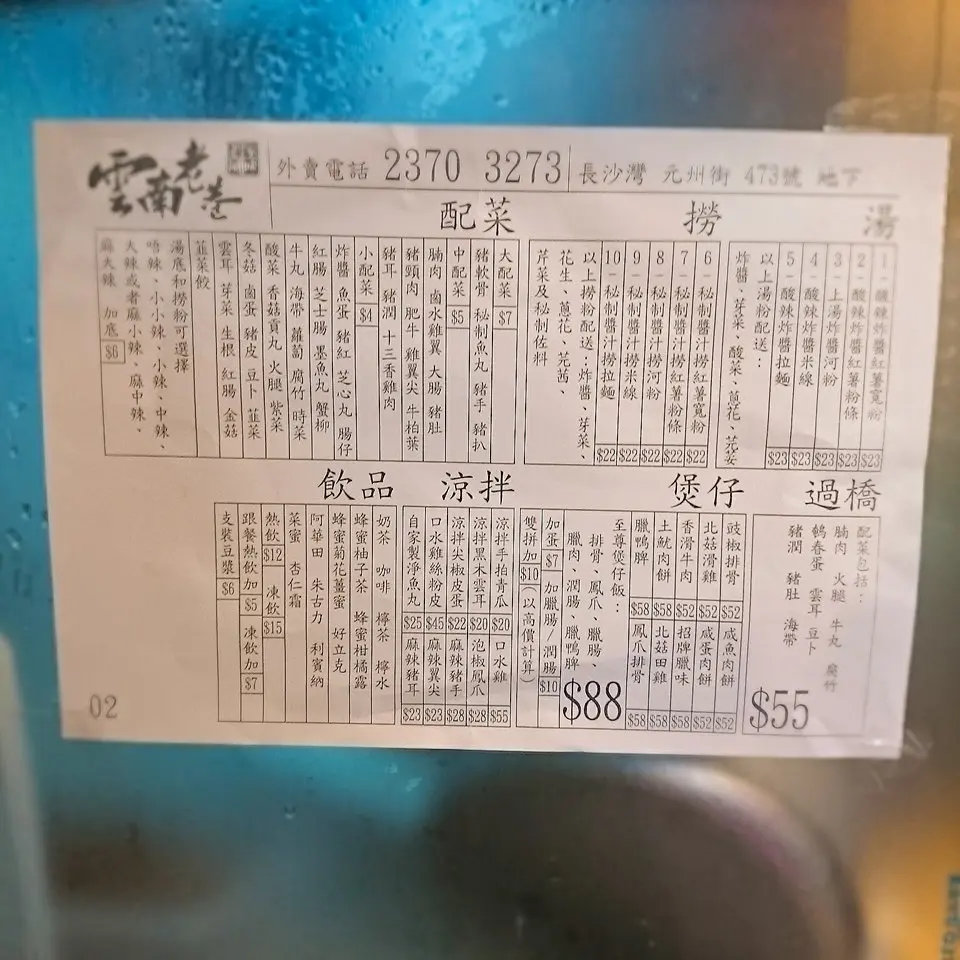 雲南老巷
外賣電話 2370 3273
長沙灣 元州街 473號 地下
湯
1 - 酸辣炸醬紅薯寬粉 $23
2 - 酸辣炸醬紅薯粉條 $23
3 - 上湯炸醬河粉 $23
4 - 酸辣炸醬米線 $23
5 - 酸辣炸醬拉麵 $23
以上湯粉配送：
炸醬、芽菜、酸菜、蔥花、芫荽
撈
6 - 秘制醬汁撈紅薯寬粉 $22
7 - 秘制醬汁撈紅薯粉條 $22
8 - 秘制醬汁撈河粉 $22
9 - 秘制醬汁撈米線 $22
10 - 秘制醬汁撈拉麵 $22
以上撈粉配送：炸醬、芽菜、
花生、蔥花、芫茜、
芹菜及秘制佐料
配菜
大配菜 $7
豬軟骨 秘制魚丸 豬手 豬扒
中配菜 $5
腩肉 鹵水雞翼 大腸 豬肚
豬頸肉 肥牛 雞翼尖 牛柏葉
豬耳 豬潤 十三香雞肉
小配菜 $4
炸醬 魚蛋 豬紅 芝心丸 腸仔
紅腸 芝士腸 墨魚丸 蟹柳
牛丸 海帶 蘿蔔 腐竹 時菜
酸菜 香菇貢丸 火腿 紫菜
冬菇 鹵蛋 豬皮 豆卜 韮菜
雲耳 芽菜 生根 紅腸 金菇
韮菜餃
湯底和撈粉可選擇
唔辣、小小辣、小辣、中辣、
大辣或者麻小辣、麻中辣、
麻大辣 加底 $6
過橋
配菜包括：
腩肉 火腿 牛丸 腐竹
鵪春蛋 雲耳 豆卜
豬潤 豬肚 海帶
$55
煲仔
豉椒排骨 $52 咸魚肉餅 $52
北菇滑雞 $52 咸蛋肉餅 $52
香滑牛肉 $52 招牌臘味 $58
土魷肉餅 $58 北菇田雞 $58
臘鴨髀 $58 鳳爪排骨 $58
至尊煲仔飯：
排骨、鳳爪、臘腸、
臘肉、潤腸、臘鴨髀
$88
加蛋 $7 加臘腸/潤腸 $10
雙拼加 $10 (以高價計算)
涼拌
涼拌手拍青瓜 $20 口水雞 $55
涼拌黑木雲耳 $20 泡椒鳳爪 $28
涼拌尖椒皮蛋 $22 麻辣豬手 $28
口水雞絲粉皮 $45 麻辣翼尖 $23
自家製淨魚丸 $25 麻辣豬耳 $23
飲品
奶茶 咖啡 檸茶 檸水
蜂蜜柚子茶 蜂蜜柑橘露
蜂蜜菊花薑蜜 好立克
阿華田 朱古力 利賓納
菜蜜 杏仁霜
熱飲 $12 凍飲 $15
跟餐熱飲加 $5 凍飲加 $7
支裝豆漿 $6
02